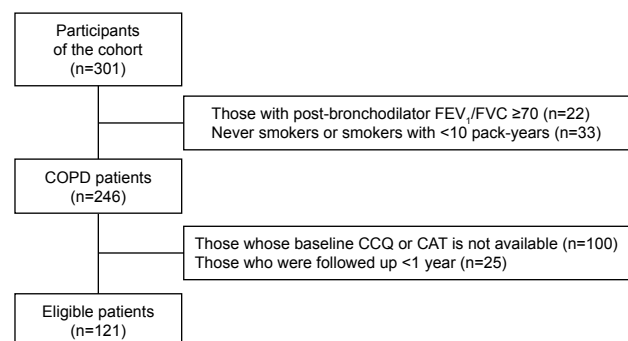 Participants
of the cohort
(n=301)
Those with post-bronchodilator FEV₁/FVC ≥70 (n=22)
Never smokers or smokers with <10 pack-years (n=33)
COPD patients
(n=246)
Those whose baseline CCQ or CAT is not available (n=100)
Those who were followed up <1 year (n=25)
Eligible patients
(n=121)